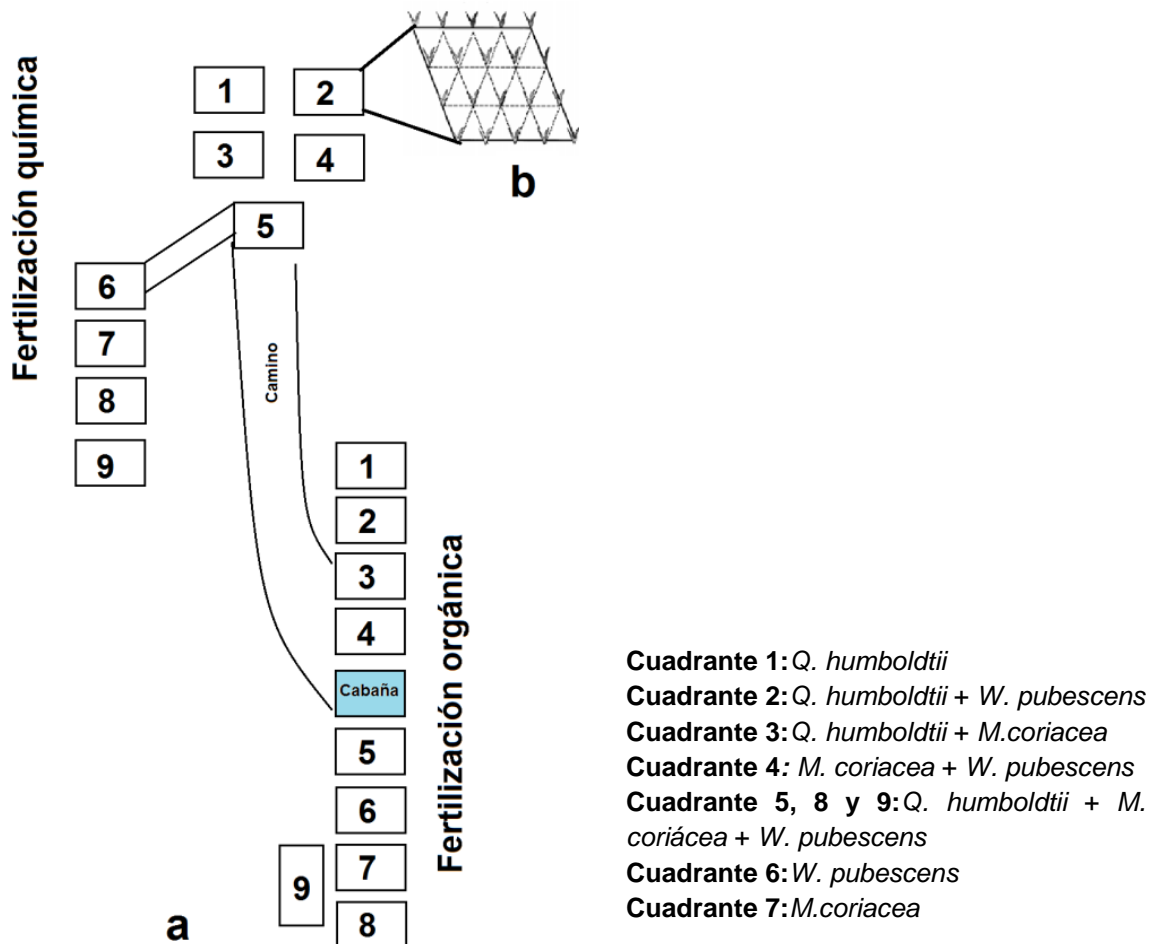 Fertilización química
1
2
3
4
b
5
6
7
8
9
Camino
1
2
3
4
Cabaña
5
6
7
9
8
Fertilización orgánica
a
Cuadrante 1: Q. humboldtii
Cuadrante 2: Q. humboldtii + W. pubescens
Cuadrante 3: Q. humboldtii + M.coriacea
Cuadrante 4: M. coriacea + W. pubescens
Cuadrante 5, 8 y 9: Q. humboldtii + M.
coriácea + W. pubescens
Cuadrante 6: W. pubescens
Cuadrante 7: M.coriacea